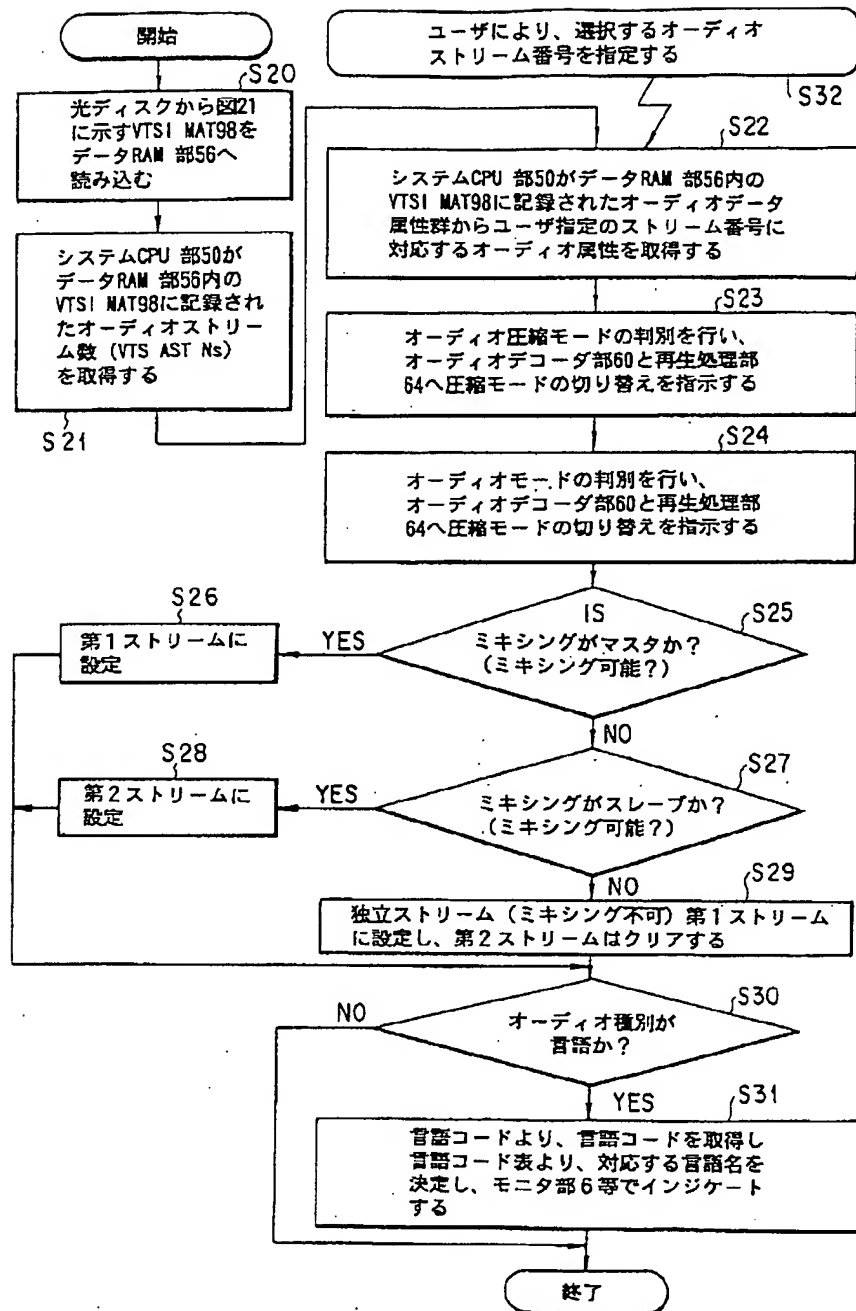 開始
S20
光ディスクから図21
に示すVTSI MAT98を
データRAM 部56へ
読み込む
システムCPU 部50が
データRAM 部56内の
VTSI MAT98に記録され
たオーディオストリー
ム数 (VTS AST Ns)
を取得する
S21
ユーザにより、選択するオーディオ
ストリーム番号を指定する
S32
S22
システムCPU 部50がデータRAM 部56内の
VTSI MAT98に記録されたオーディオデータ
属性群からユーザ指定のストリーム番号に
対応するオーディオ属性を取得する
S23
オーディオ圧縮モードの判別を行い、
オーディオデコーダ部60と再生処理部
64へ圧縮モードの切り替えを指示する
S24
オーディオモードの判別を行い、
オーディオデコーダ部60と再生処理部
64へ圧縮モードの切り替えを指示する
S25
IS
ミキシングがマスタか?
(ミキシング可能?)
YES
S26
第1ストリームに
設定
NO
S27
ミキシングがスレーブか?
(ミキシング可能?)
YES
S28
第2ストリームに
設定
NO
S29
独立ストリーム (ミキシング不可) 第1ストリーム
に設定し、第2ストリームはクリアする
S30
オーディオ種別が
言語か?
NO
YES
S31
言語コードより、言語コードを取得し
言語コード表より、対応する言語名を
決定し、モニタ部6等でインジケート
する
終了